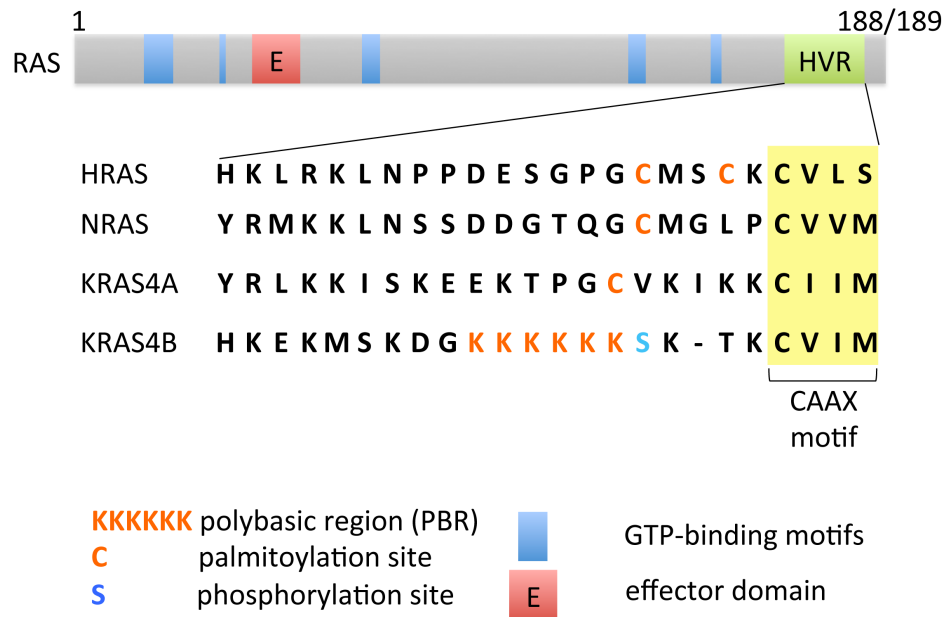 1 188/189
RAS E HVR
HRAS H K L R K L N P P D E S G P G C M S C K C V L S
NRAS Y R M K K L N S S D D G T Q G C M G L P C V V M
KRAS4A Y R L K K I S K E E K T P G C V K I K K C I I M
KRAS4B H K E K M S K D G K K K K K K S K - T K C V I M
CAAX
motif
KKKKKK polybasic region (PBR)
C palmitoylation site
S phosphorylation site
GTP-binding motifs
E effector domain